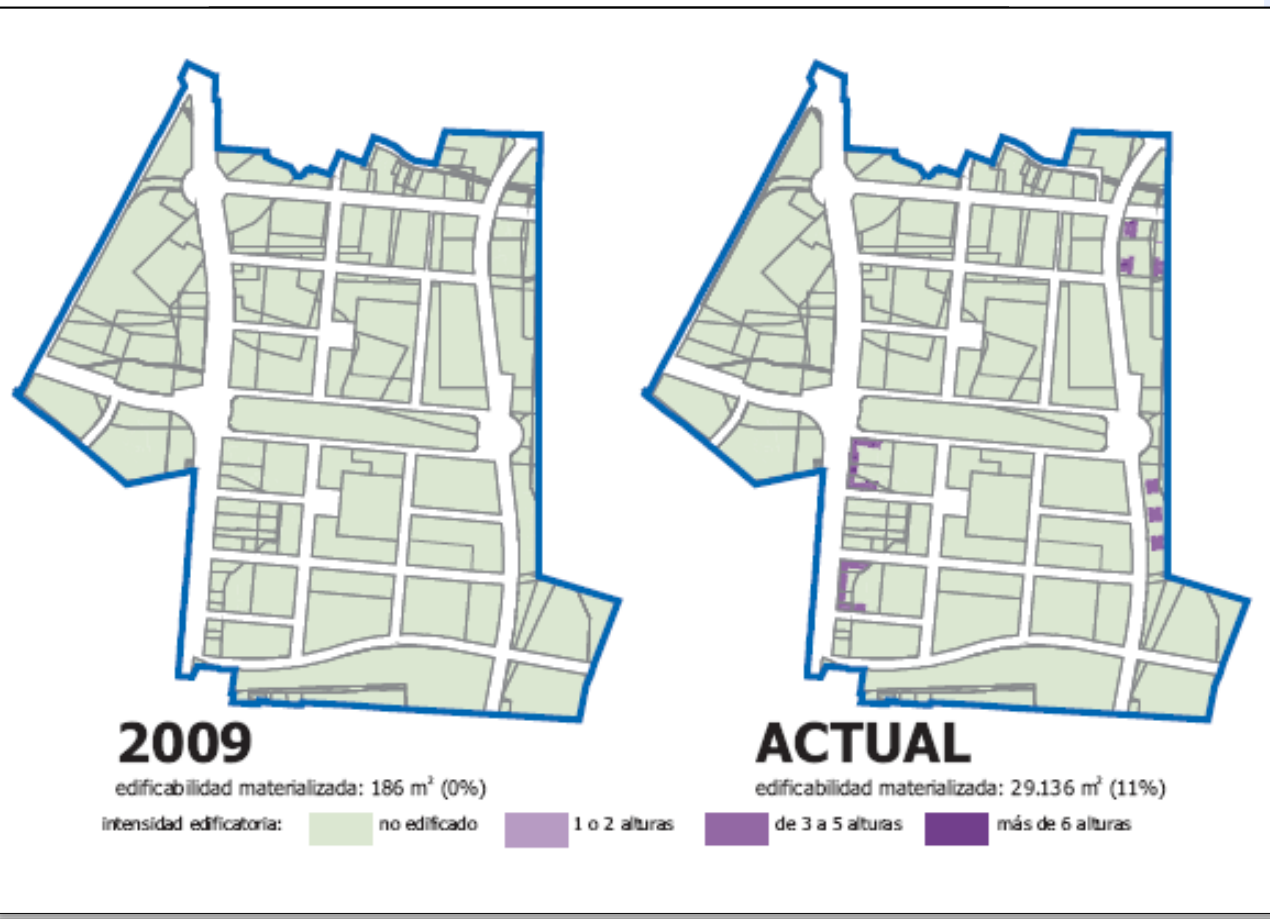 2009
edificabilidad materializada: 186 m² (0%)
ACTUAL
edificabilidad materializada: 29.136 m² (11%)
intensidad edificatoria: no edificado 1 o 2 alturas de 3 a 5 alturas más de 6 alturas